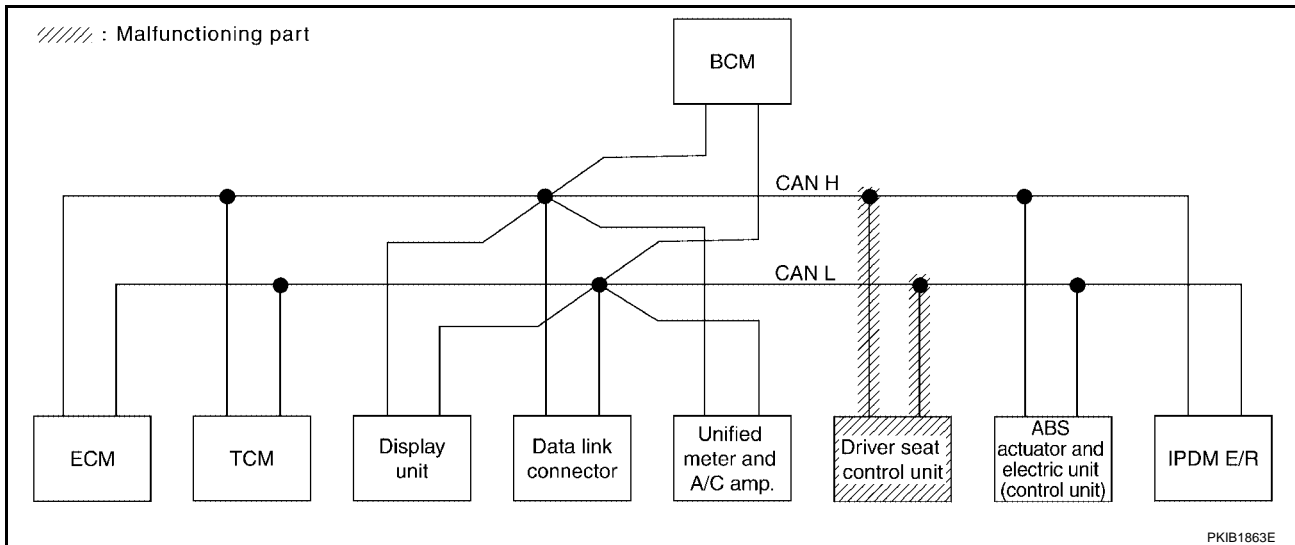 : Malfunctioning part
BCM
CAN H
CAN L
ECM
TCM
Display
unit
Data link
connector
Unified
meter and
A/C amp.
Driver seat
control unit
ABS
actuator and
electric unit
(control unit)
IPDM E/R
PKIB1863E